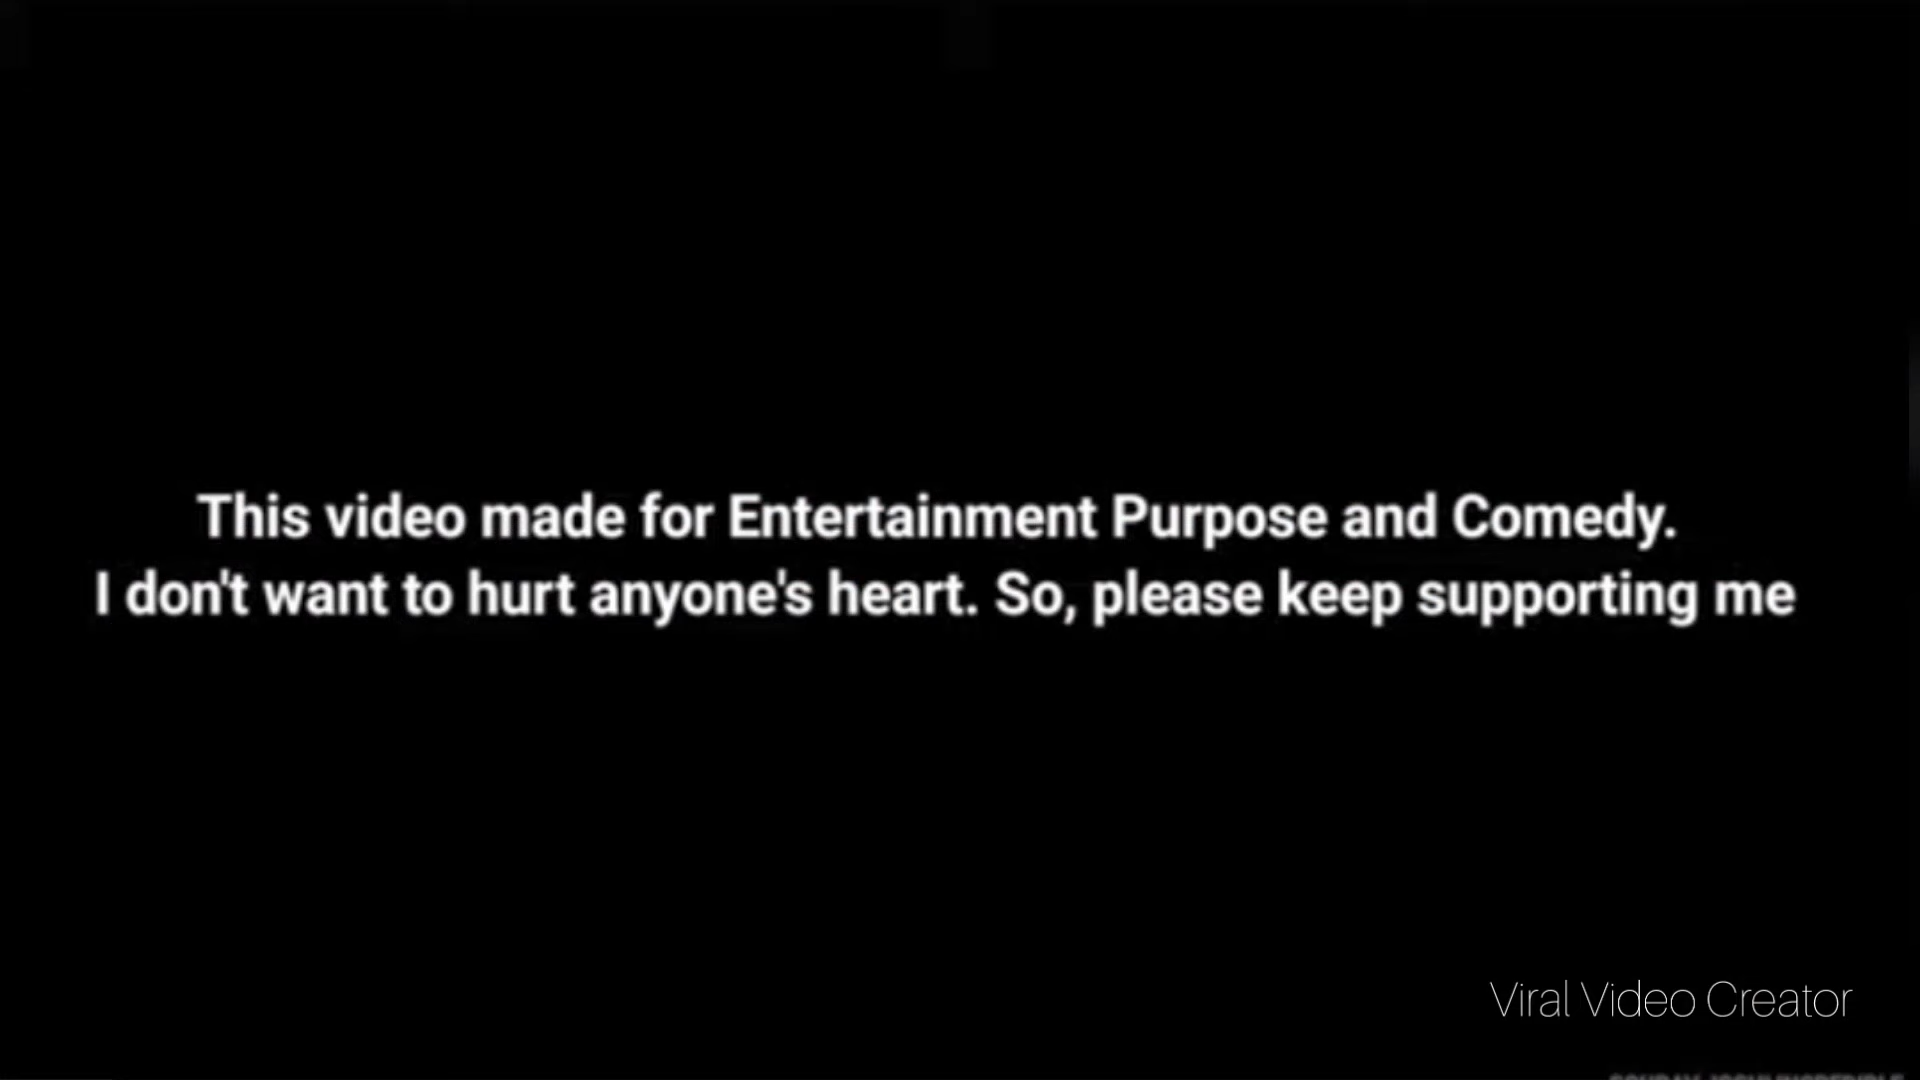 This video made for Entertainment Purpose and Comedy.
I don't want to hurt anyone's heart. So, please keep supporting me
Viral Video Creator